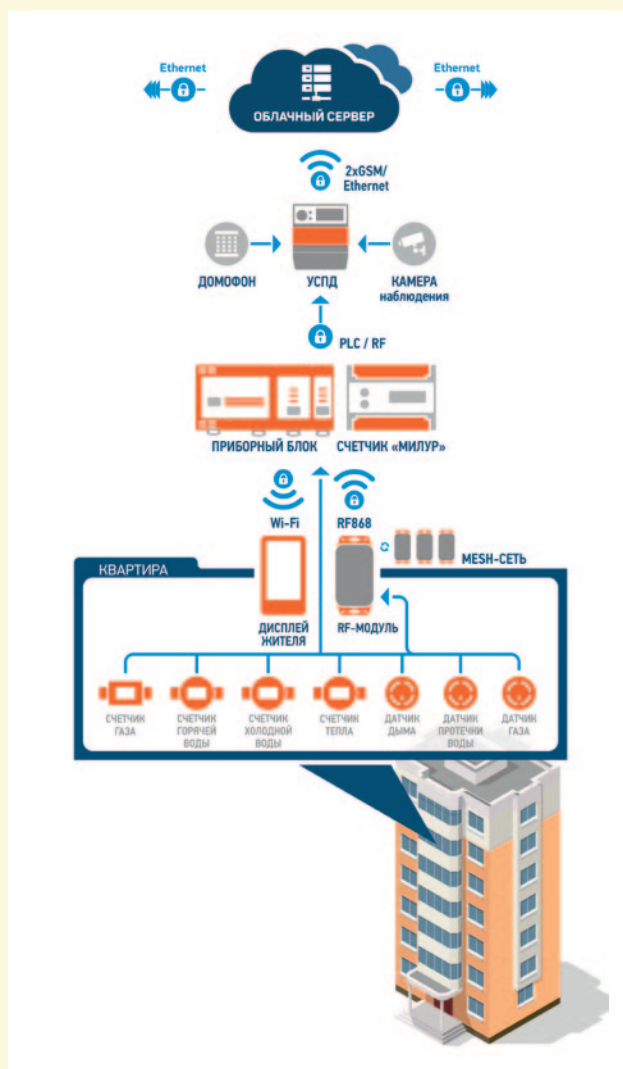 Ethernet
Ethernet
ОБЛАЧНЫЙ СЕРВЕР
2xGSM/
Ethernet
ДОМОФОН
УСПД
КАМЕРА
наблюдения
PLC / RF
ПРИБОРНЫЙ БЛОК
СЧЕТЧИК «МИЛУР»
Wi-Fi
RF868
MESH-СЕТЬ
КВАРТИРА
ДИСПЛЕЙ
ЖИТЕЛЯ
RF-МОДУЛЬ
СЧЕТЧИК
ГАЗА
СЧЕТЧИК
ГОРЯЧЕЙ
ВОДЫ
СЧЕТЧИК
ХОЛОДНОЙ
ВОДЫ
СЧЕТЧИК
ТЕПЛА
ДАТЧИК
ДЫМА
ДАТЧИК
ПРОТЕЧКИ
ВОДЫ
ДАТЧИК
ГАЗА